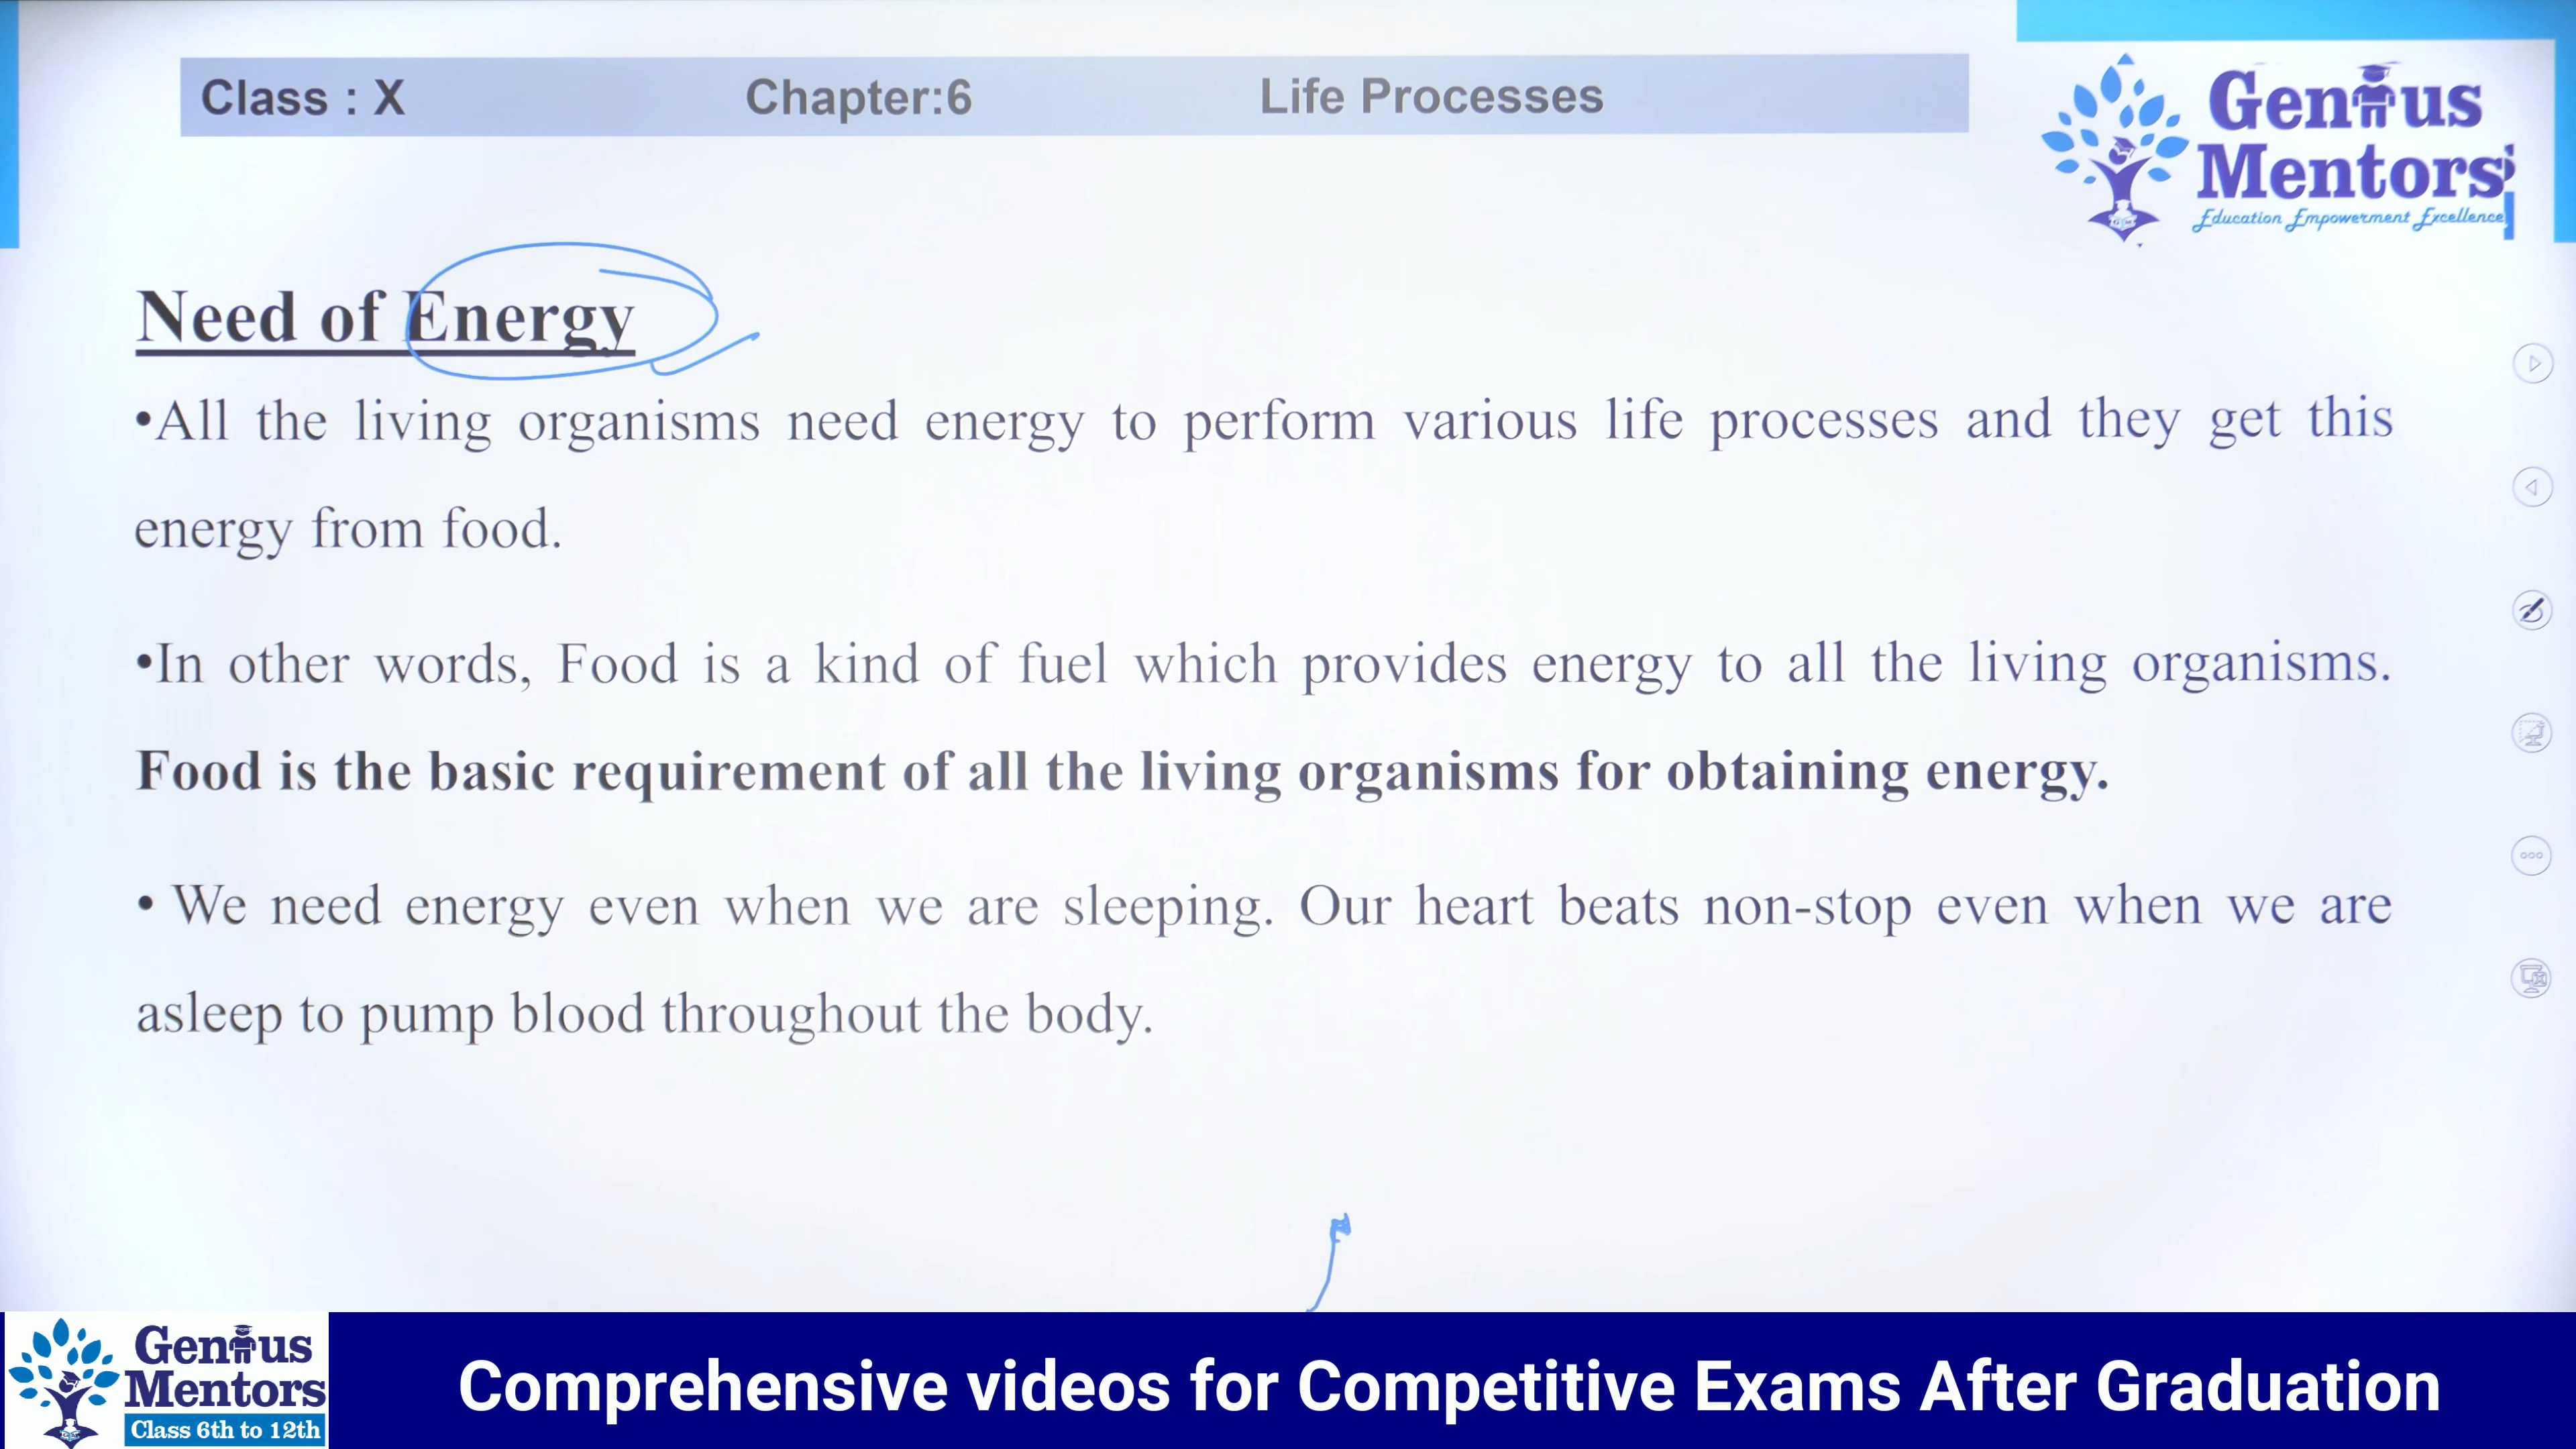 Class : X Chapter:6 Life Processes
Genius
Mentors
Education Empowerment Excellence
Need of Energy
•All the living organisms need energy to perform various life processes and they get this
energy from food.
•In other words, Food is a kind of fuel which provides energy to all the living organisms.
Food is the basic requirement of all the living organisms for obtaining energy.
• We need energy even when we are sleeping. Our heart beats non-stop even when we are
asleep to pump blood throughout the body.
Genius
Mentors
Class 6th to 12th
Comprehensive videos for Competitive Exams After Graduation